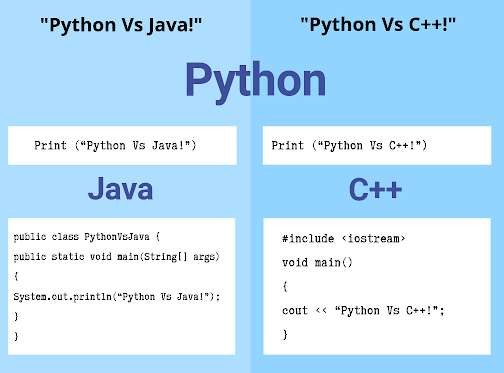 "Python Vs Java!"
"Python Vs C++!"
Python
Print (“Python Vs Java!”)
Print (“Python Vs C++!”)
Java
public class PythonVsJava {
public static void main(String[] args)
{
System.out.println(“Python Vs Java!”);
}
}
C++
#include <iostream>
void main()
{
cout << “Python Vs C++!”;
}